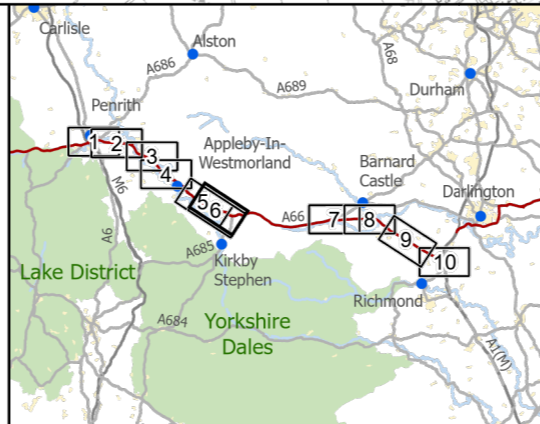 Carlisle
Alston
A68
A686
A689
Durham
Penrith
Appleby-In-
Westmorland
Barnard
Castle
Darlington
1
2
3
4
5
6
7
8
9
10
A66
M6
A6
A685
Kirkby
Stephen
Lake District
Richmond
A684
Yorkshire
Dales
A1(M)